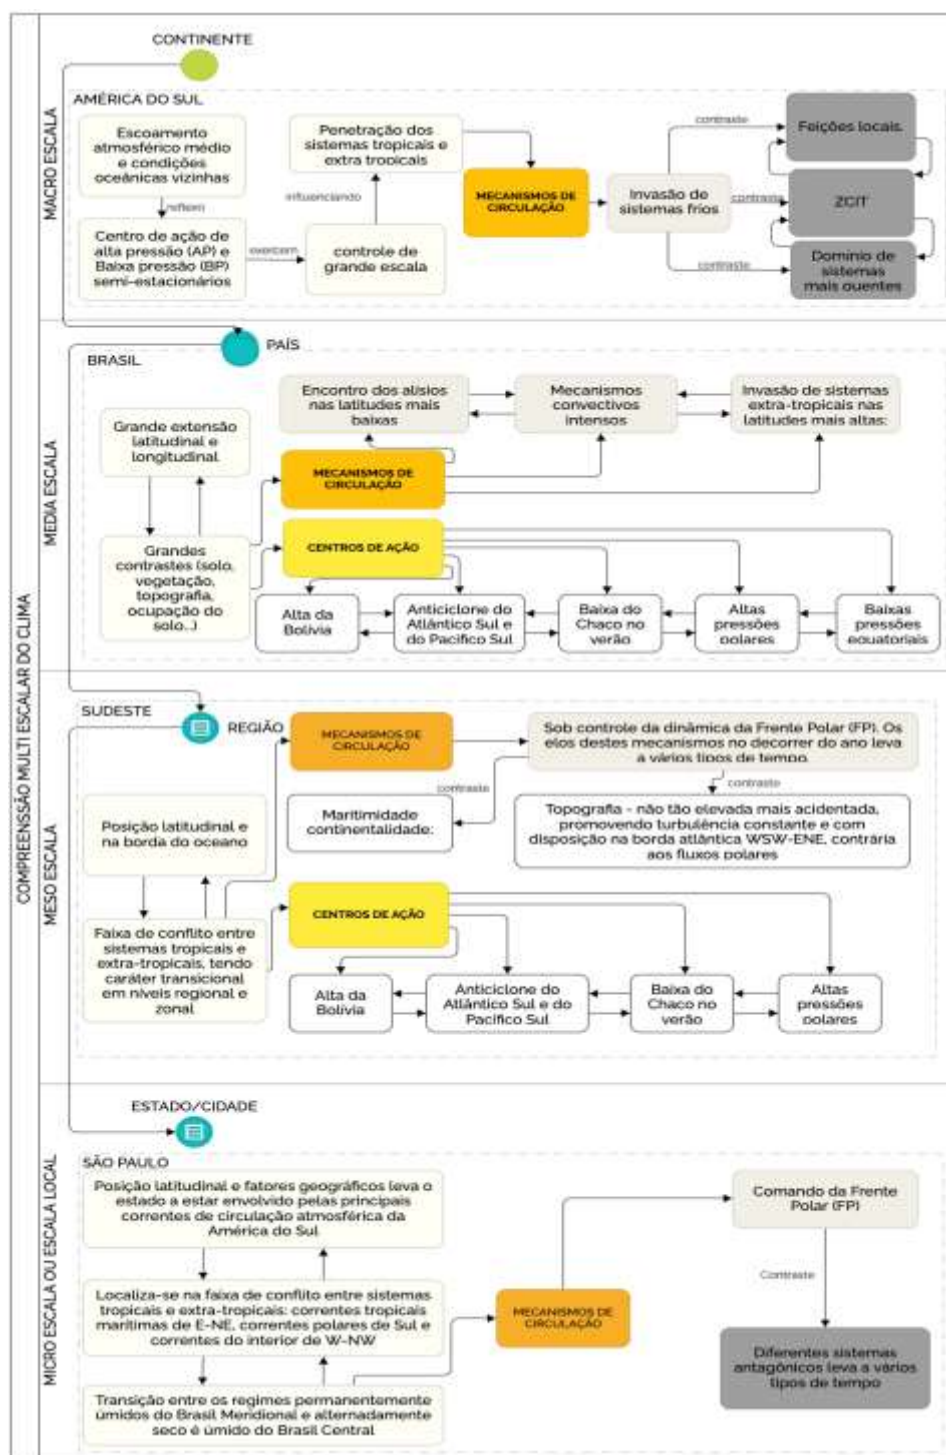 COMPREENSSÃO MULTI ESCALAR DO CLIMA
MACRO ESCALA
CONTINENTE
AMÉRICA DO SUL
Escoamento
atmosférico médio
e condições
oceânicas vizinhas
reflexo
Centro de ação de
alta pressão (AP) e
Baixa pressão (BP)
semi-estacionários
exercem
controle de
grande escala
influenciando
Penetração dos
sistemas tropicais e
extra tropicais
MECANISMOS DE
CIRCULAÇÃO
Invasão de
sistemas frios
contraste
Feições locais.
contraste
ZCIT
contraste
Domínio de
sistemas
mais quentes
MEDIA ESCALA
PAÍS
BRASIL
Grande extensão
latitudinal e
longitudinal
Grandes
contrastes (solo,
vegetação,
topografia,
ocupação do
solo...)
Encontro dos alísios
nas latitudes mais
baixas
Mecanismos
convectivos
intensos
Invasão de sistemas
extra-tropicais nas
latitudes mais altas:
MECANISMOS DE
CIRCULAÇÃO
CENTROS DE AÇÃO
Alta da
Bolívia
Anticiclone do
Atlântico Sul e
do Pacífico Sul
Baixa do
Chaco no
verão
Altas
pressões
polares
Baixas
pressões
equatoriais
MESO ESCALA
SUDESTE
REGIÃO
Posição latitudinal e
na borda do oceano
Faixa de conflito entre
sistemas tropicais e
extra-tropicais, tendo
caráter transicional
em níveis regional e
zonal
MECANISMOS DE
CIRCULAÇÃO
Sob controle da dinâmica da Frente Polar (FP). Os
elos destes mecanismos no decorrer do ano leva
a vários tipos de tempo.
contraste
Maritimidade
continentalidade:
contraste
Topografia - não tão elevada mais acidentada,
promovendo turbulência constante e com
disposição na borda atlântica WSW-ENE, contrária
aos fluxos polares
CENTROS DE AÇÃO
Alta da
Bolívia
Anticiclone do
Atlântico Sul e do
Pacífico Sul
Baixa do
Chaco no
verão
Altas
pressões
polares
MICRO ESCALA OU ESCALA LOCAL
ESTADO/CIDADE
SÃO PAULO
Posição latitudinal e fatores geográficos leva o
estado a estar envolvido pelas principais
correntes de circulação atmosférica da
América do Sul
Localiza-se na faixa de conflito entre sistemas
tropicais e extra-tropicais: correntes tropicais
marítimas de E-NE, correntes polares de Sul e
correntes do interior de W-NW
Transição entre os regimes permanentemente
úmidos do Brasil Meridional e alternadamente
seco é úmido do Brasil Central
MECANISMOS DE
CIRCULAÇÃO
Comando da Frente
Polar (FP)
Contraste
Diferentes sistemas
antagônicos leva a vários
tipos de tempo